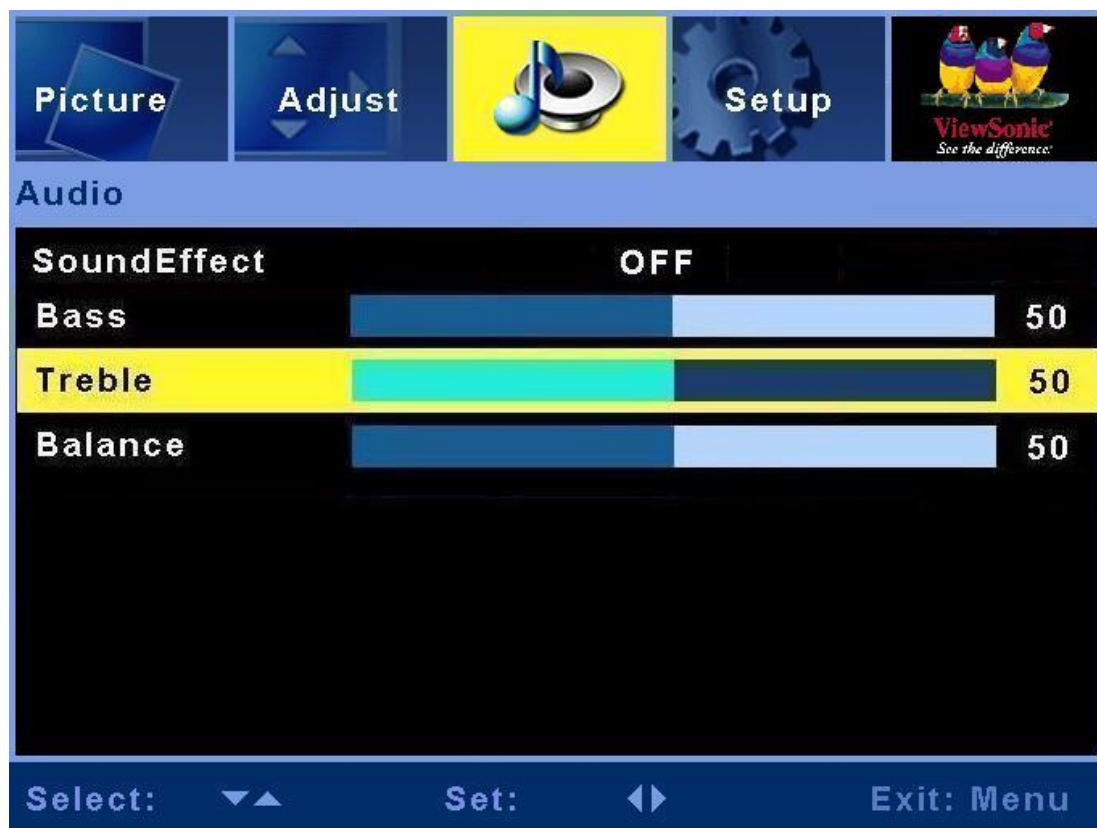 Picture
Adjust
Setup
ViewSonic®
See the difference.™
Audio
SoundEffect OFF
Bass 50
Treble 50
Balance 50
Select: ▼▲ Set: ◀▶ Exit: Menu